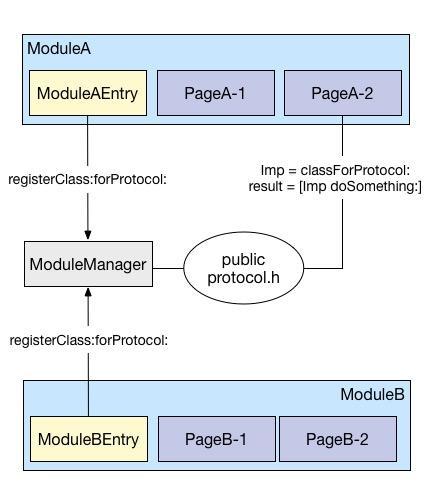 ModuleA
ModuleAEntry
PageA-1
PageA-2
registerClass:forProtocol:
Imp = classForProtocol:
result = [Imp doSomething:]
ModuleManager
public
protocol.h
registerClass:forProtocol:
ModuleB
ModuleBEntry
PageB-1
PageB-2